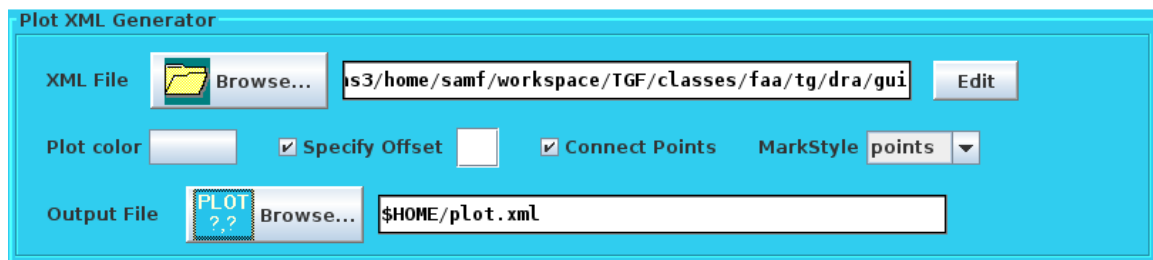 Plot XML Generator
XML File Browse... ns3/home/samf/workspace/TGF/classes/faa/tg/dra/gui Edit
Plot color Specify Offset Connect Points MarkStyle points
Output File PLOT ?,? Browse... $HOME/plot.xml